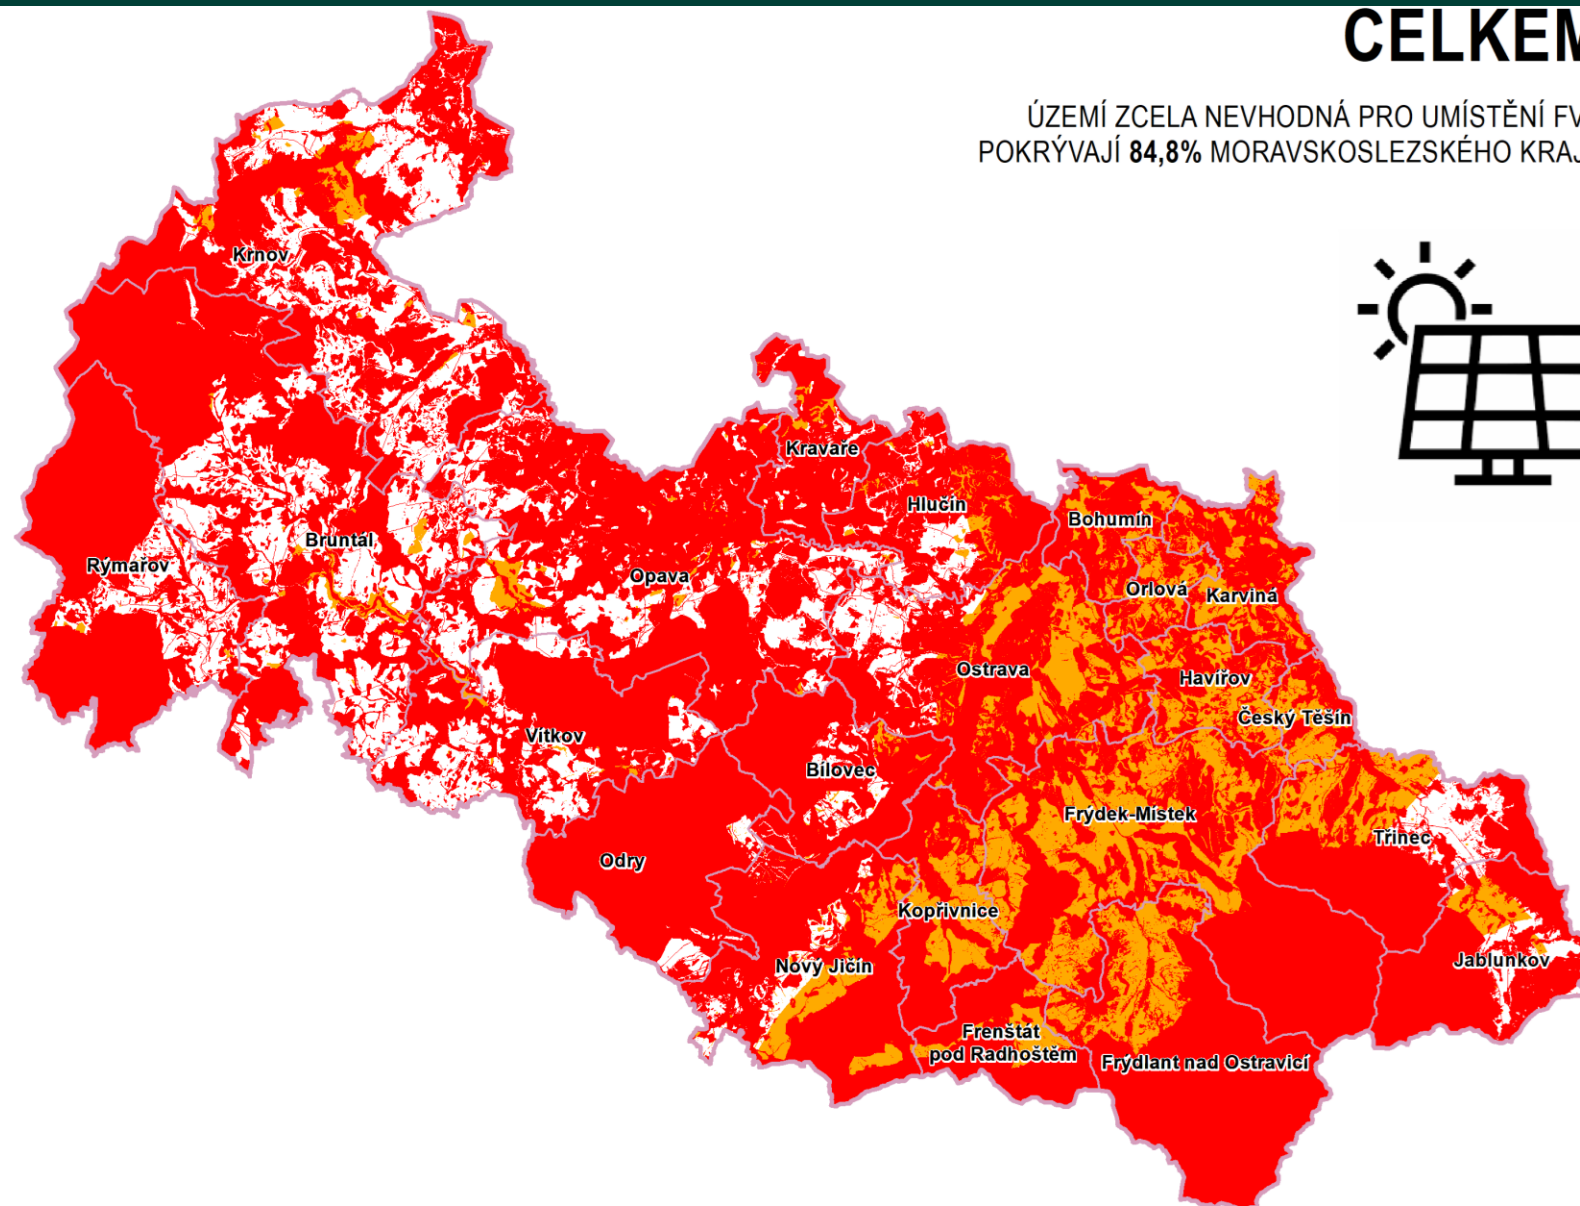 CELKEM
ÚZEMÍ ZCELA NEVHODNÁ PRO UMÍSTĚNÍ FV
POKRÝVAJÍ 84,8% MORAVSKOSLEZSKÉHO KRAJ
Krnov
Kravaře
Hlučín
Bohumín
Bruntál
Rýmařov
Opava
Orlová
Karviná
Ostrava
Havířov
Český Těšín
Vítkov
Bílovec
Frýdek-Místek
Třinec
Odry
Kopřivnice
Nový Jičín
Jablunkov
Frenštát
pod Radhoštěm
Frýdlant nad Ostravicí